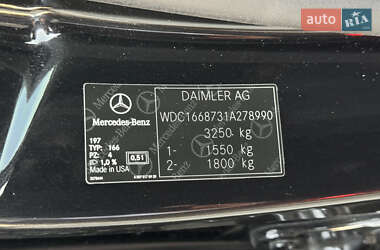 auto RIA
DAIMLER AG
Mercedes-Benz
WDC1668731A278990
3250 kg
1- 1550 kg
2- 1800 kg
197
TYP: 166
PZ: 4
1,0 % 0.51
Made in USA